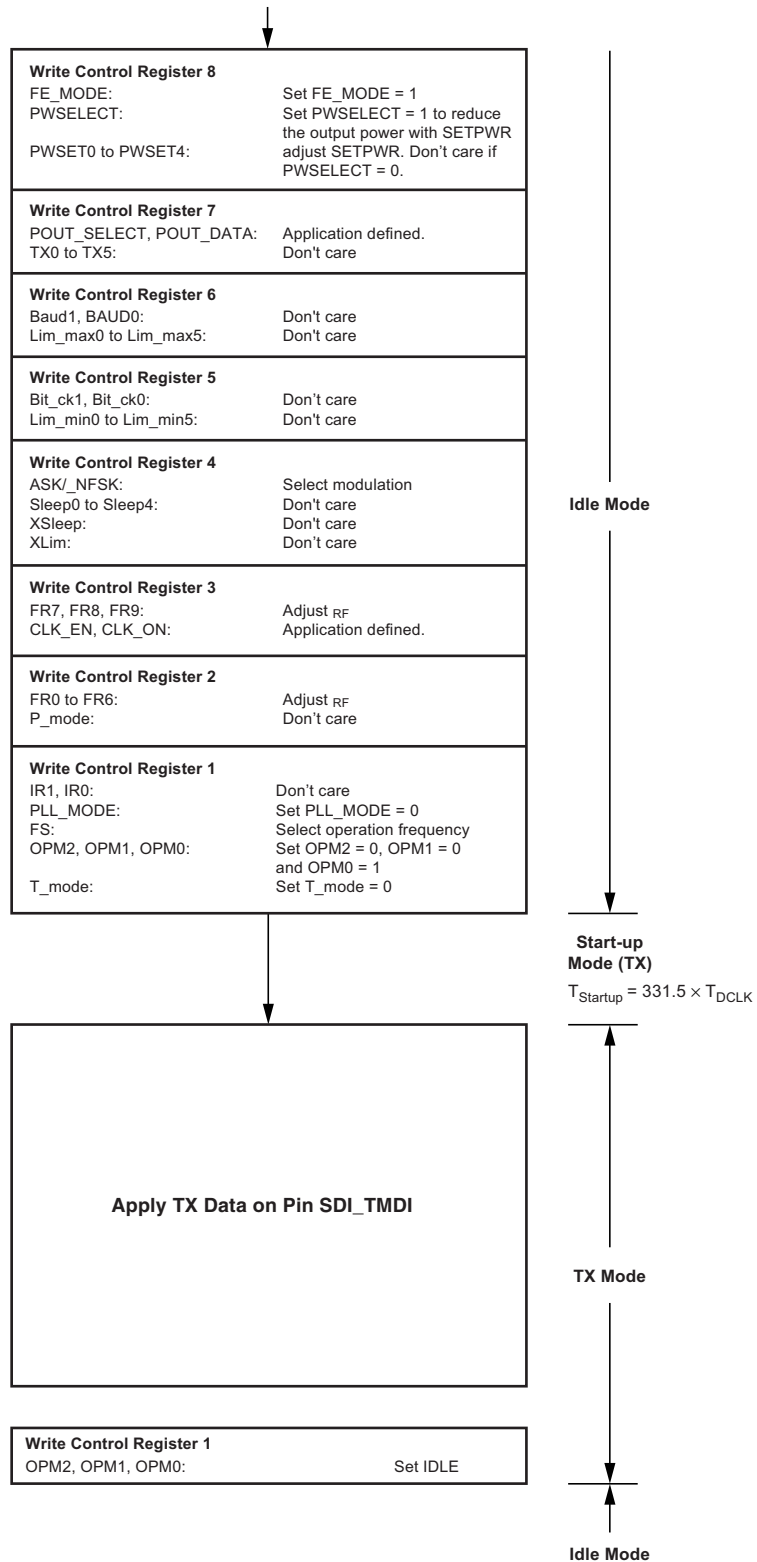 Write Control Register 8
FE_MODE: Set FE_MODE = 1
PWSELECT: Set PWSELECT = 1 to reduce
the output power with SETPWR
PWSET0 to PWSET4: adjust SETPWR. Don’t care if
PWSELECT = 0.
Write Control Register 7
POUT_SELECT, POUT_DATA: Application defined.
TX0 to TX5: Don't care
Write Control Register 6
Baud1, BAUD0: Don't care
Lim_max0 to Lim_max5: Don't care
Write Control Register 5
Bit_ck1, Bit_ck0: Don’t care
Lim_min0 to Lim_min5: Don't care
Write Control Register 4
ASK/_NFSK: Select modulation
Sleep0 to Sleep4: Don't care
XSleep: Don't care
XLim: Don’t care
Idle Mode
Write Control Register 3
FR7, FR8, FR9: Adjust RF
CLK_EN, CLK_ON: Application defined.
Write Control Register 2
FR0 to FR6: Adjust RF
P_mode: Don’t care
Write Control Register 1
IR1, IR0: Don’t care
PLL_MODE: Set PLL_MODE = 0
FS: Select operation frequency
OPM2, OPM1, OPM0: Set OPM2 = 0, OPM1 = 0
and OPM0 = 1
T_mode: Set T_mode = 0
Start-up
Mode (TX)
TStartup = 331.5 × TDCLK
Apply TX Data on Pin SDI_TMDI
TX Mode
Write Control Register 1
OPM2, OPM1, OPM0: Set IDLE
Idle Mode